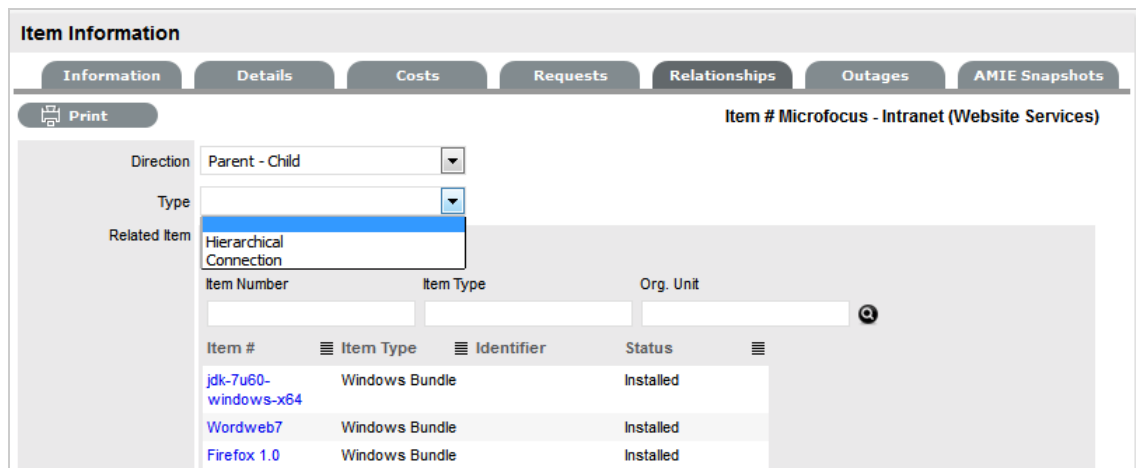 Item Information
Information Details Costs Requests Relationships Outages AMIE Snapshots
Print Item # Microfocus - Intranet (Website Services)
Direction Parent - Child
Type
Related Item
Hierarchical
Connection
Item Number Item Type Org. Unit
Item # Item Type Identifier Status
jdk-7u60- Windows Bundle Installed
windows-x64
Wordweb7 Windows Bundle Installed
Firefox 1.0 Windows Bundle Installed